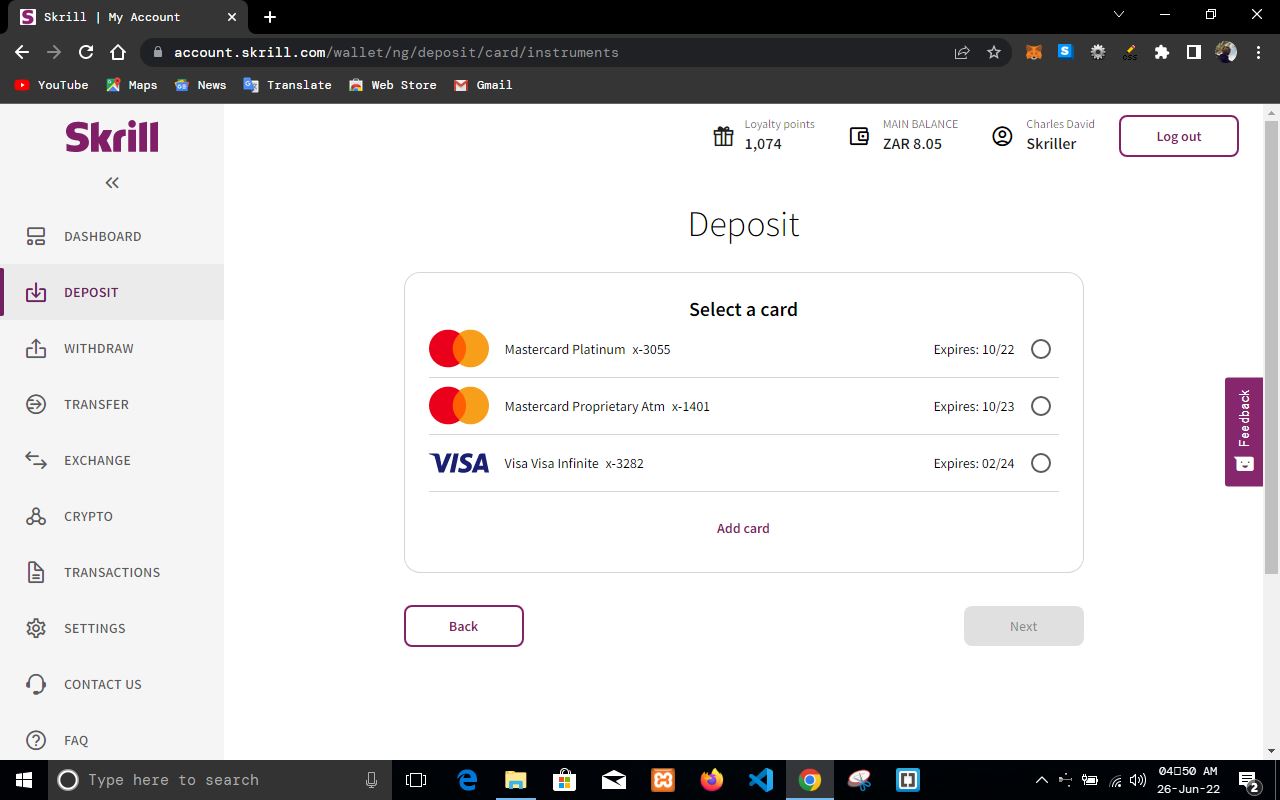 Skrill | My Account
account.skrill.com/wallet/ng/deposit/card/instruments
YouTube Maps News Translate Web Store Gmail
Skrill
Loyalty points
1,074
MAIN BALANCE
ZAR 8.05
Charles David
Skriller
Log out
DASHBOARD
DEPOSIT
WITHDRAW
TRANSFER
EXCHANGE
CRYPTO
TRANSACTIONS
SETTINGS
CONTACT US
FAQ
Deposit
Select a card
Mastercard Platinum x-3055 Expires: 10/22
Mastercard Proprietary Atm x-1401 Expires: 10/23
VISA Visa Visa Infinite x-3282 Expires: 02/24
Add card
Back
Next
Feedback
Type here to search
04▯50 AM
26-Jun-22
2